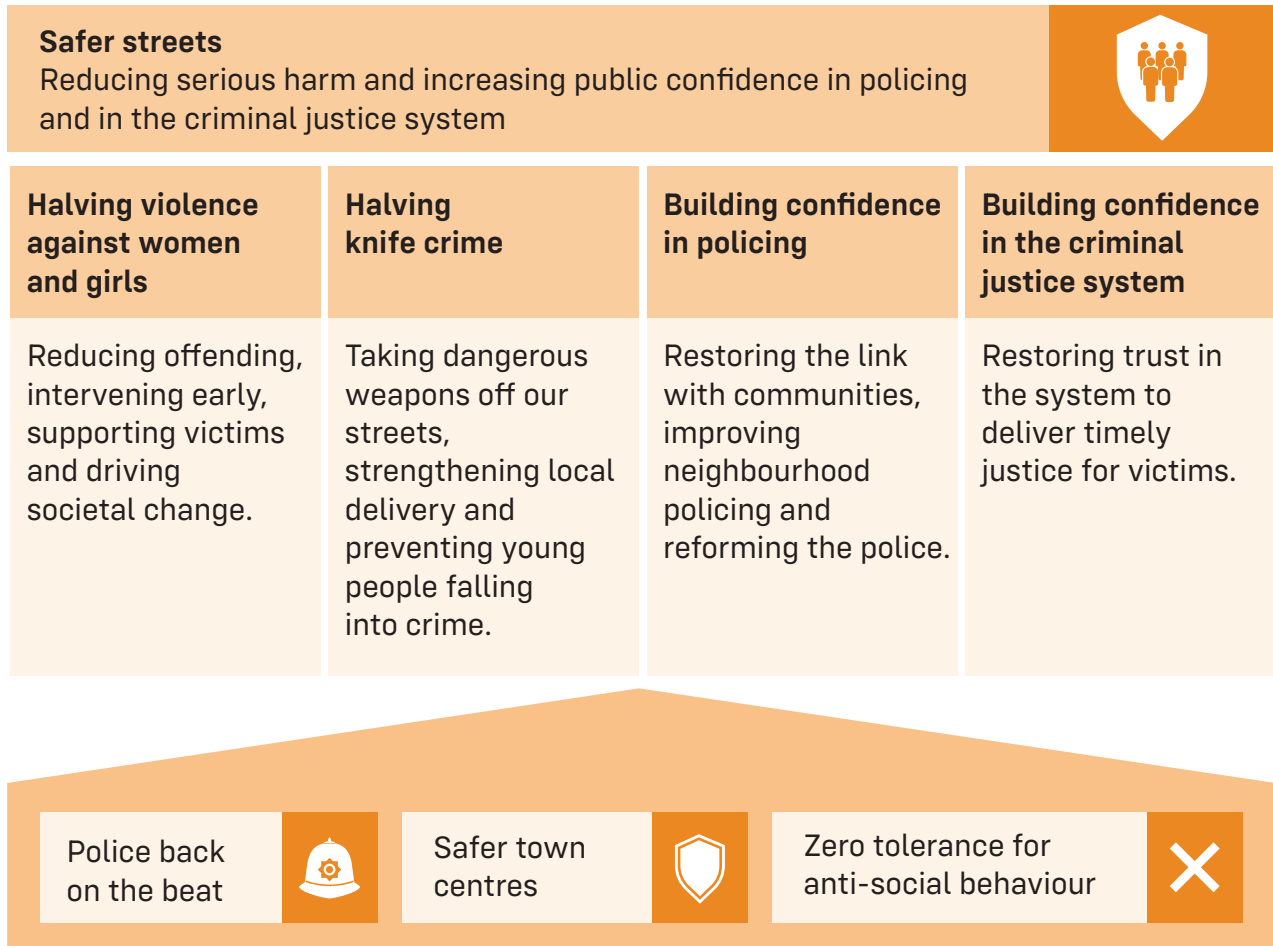 Safer streets
Reducing serious harm and increasing public confidence in policing
and in the criminal justice system
Halving violence
against women
and girls
Reducing offending,
intervening early,
supporting victims
and driving
societal change.
Halving
knife crime
Taking dangerous
weapons off our
streets,
strengthening local
delivery and
preventing young
people falling
into crime.
Building confidence
in policing
Restoring the link
with communities,
improving
neighbourhood
policing and
reforming the police.
Building confidence
in the criminal
justice system
Restoring trust in
the system to
deliver timely
justice for victims.
Police back
on the beat
Safer town
centres
Zero tolerance for
anti-social behaviour